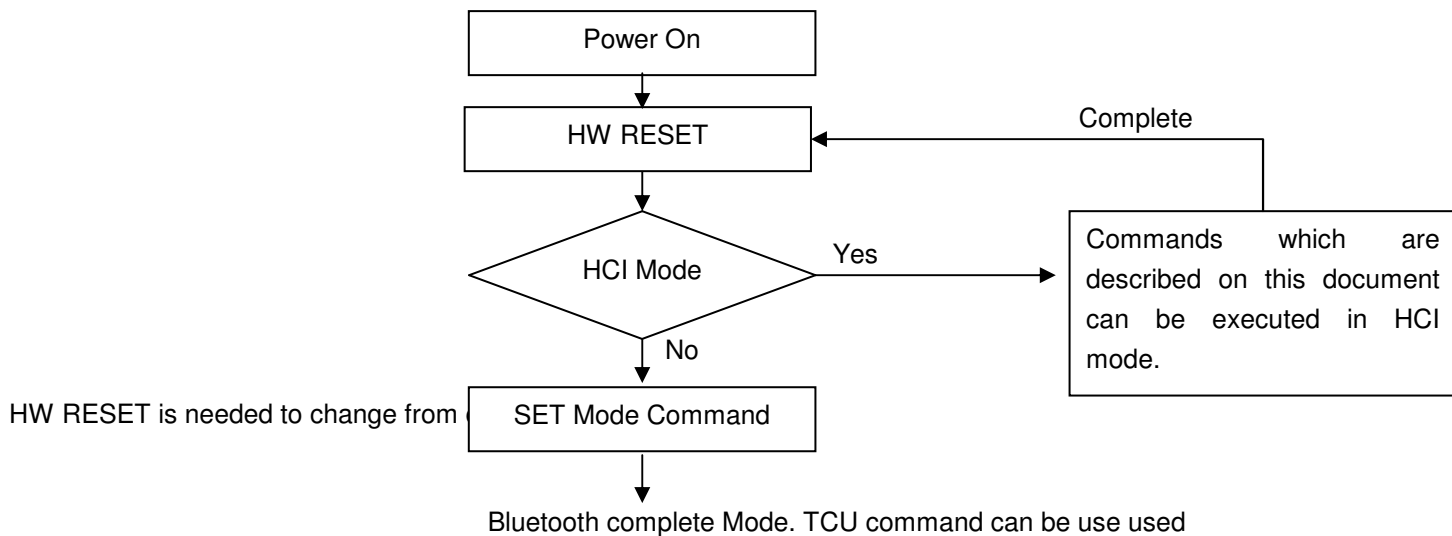 Power On
HW RESET
Complete
HCI Mode
Yes
Commands which are
described on this document
can be executed in HCI
mode.
No
HW RESET is needed to change from
SET Mode Command
Bluetooth complete Mode. TCU command can be use used